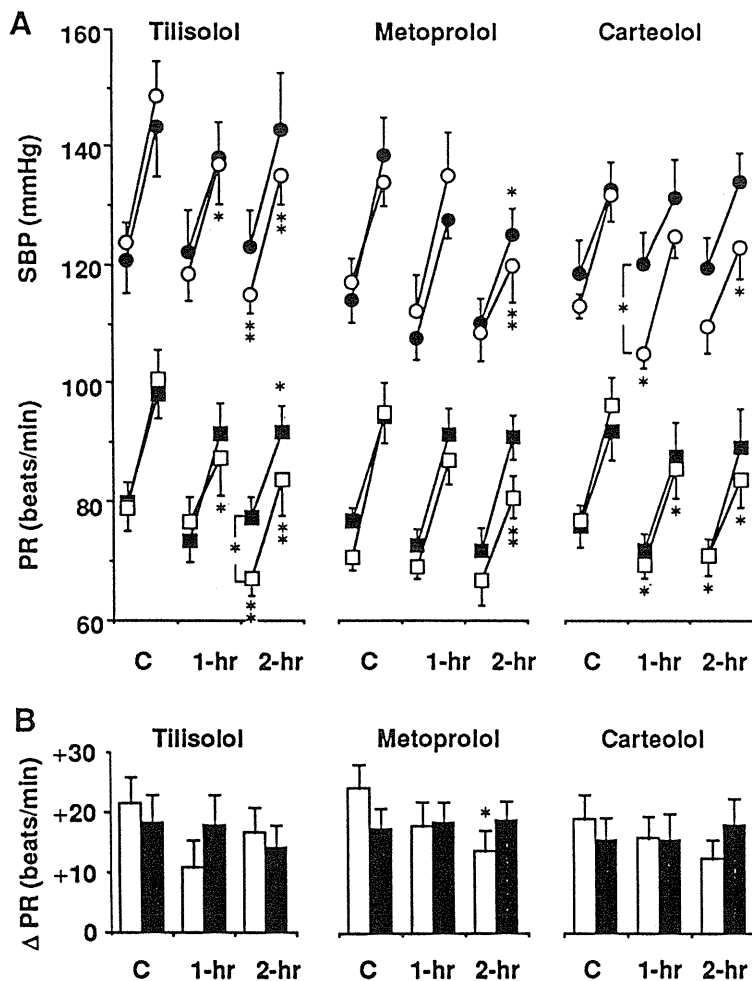 A
Tilisolol Metoprolol Carteolol
SBP (mmHg)
160
140
120
100
80
60
PR (beats/min)
* * * * * * * * * * * *
* * * * * * * * * * * * * * * *
C 1-hr 2-hr C 1-hr 2-hr C 1-hr 2-hr
B
Tilisolol Metoprolol Carteolol
Δ PR (beats/min)
+30
+20
+10
0
*
C 1-hr 2-hr C 1-hr 2-hr C 1-hr 2-hr